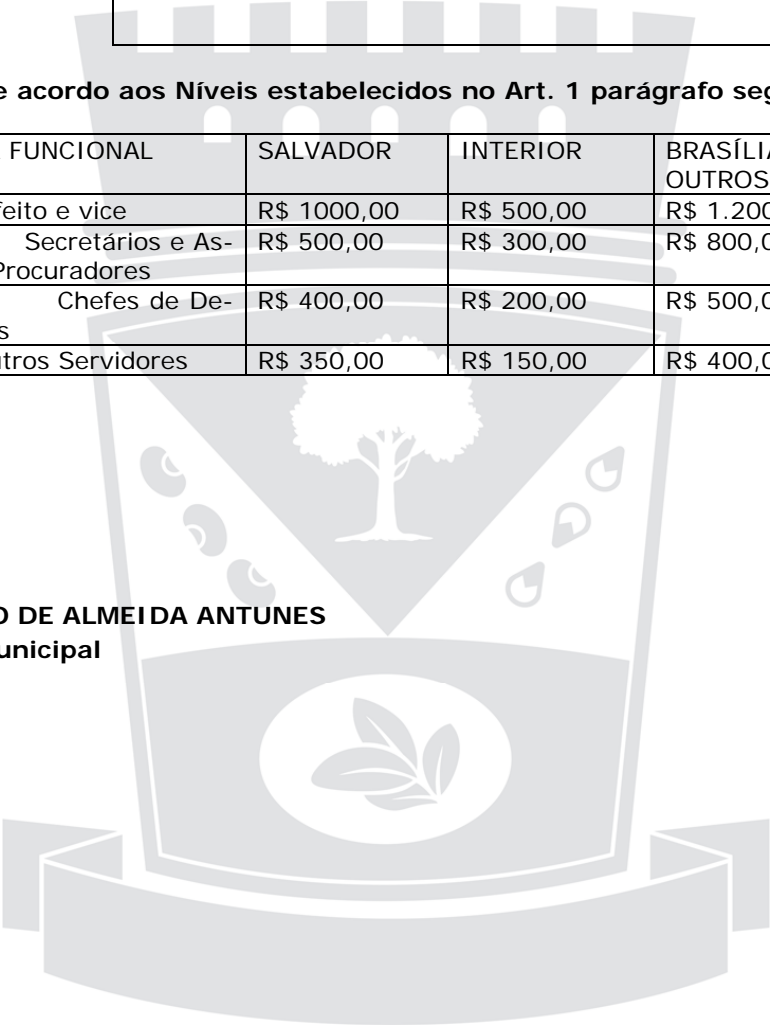 e acordo aos Níveis estabelecidos no Art. 1 parágrafo seg
FUNCIONAL SALVADOR INTERIOR BRASÍLIA
OUTROS
feito e vice R$ 1000,00 R$ 500,00 R$ 1.200
Secretários e As- R$ 500,00 R$ 300,00 R$ 800,0
Procuradores
Chefes de De- R$ 400,00 R$ 200,00 R$ 500,0
s
utros Servidores R$ 350,00 R$ 150,00 R$ 400,0
O DE ALMEIDA ANTUNES
unicipal